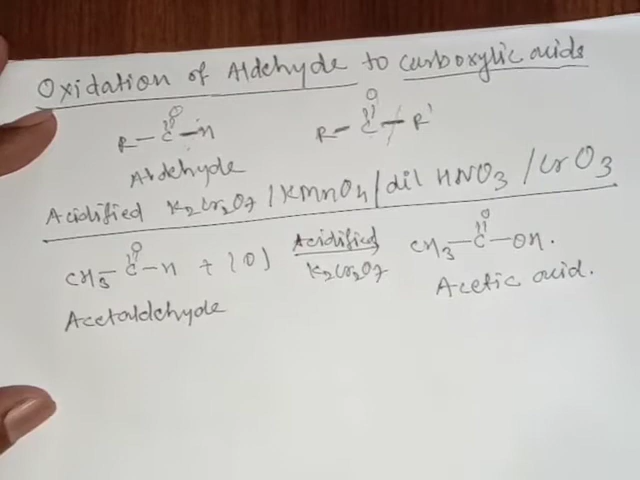 Oxidation of Aldehyde to carboxylic acids
O O
R-C-H R-C-R'
Aldehyde
Acidified K2Cr2O7 / KMnO4 / dil HNO3 / CrO3
O O
CH3-C-H + [O] Acidified K2Cr2O7 CH3-C-OH.
Acetaldehyde Acetic acid.